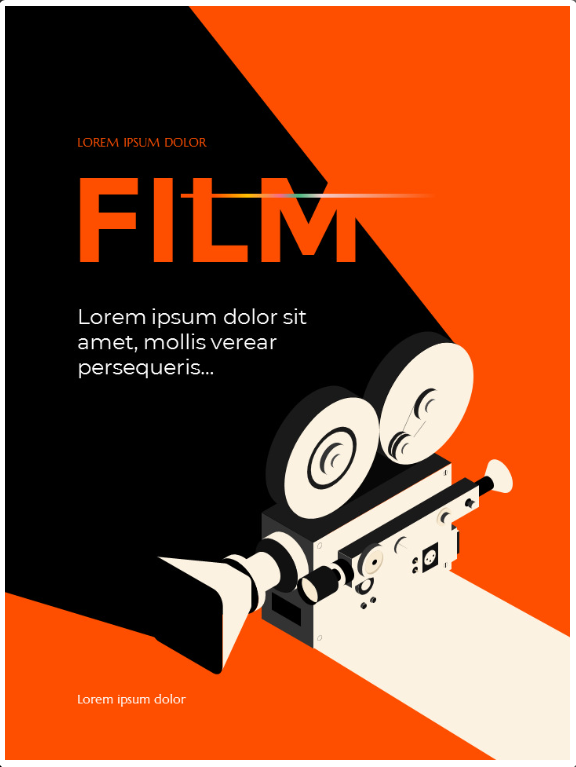 LOREM IPSUM DOLOR
FILM
Lorem ipsum dolor sit
amet, mollis verear
persequeris...
Lorem ipsum dolor